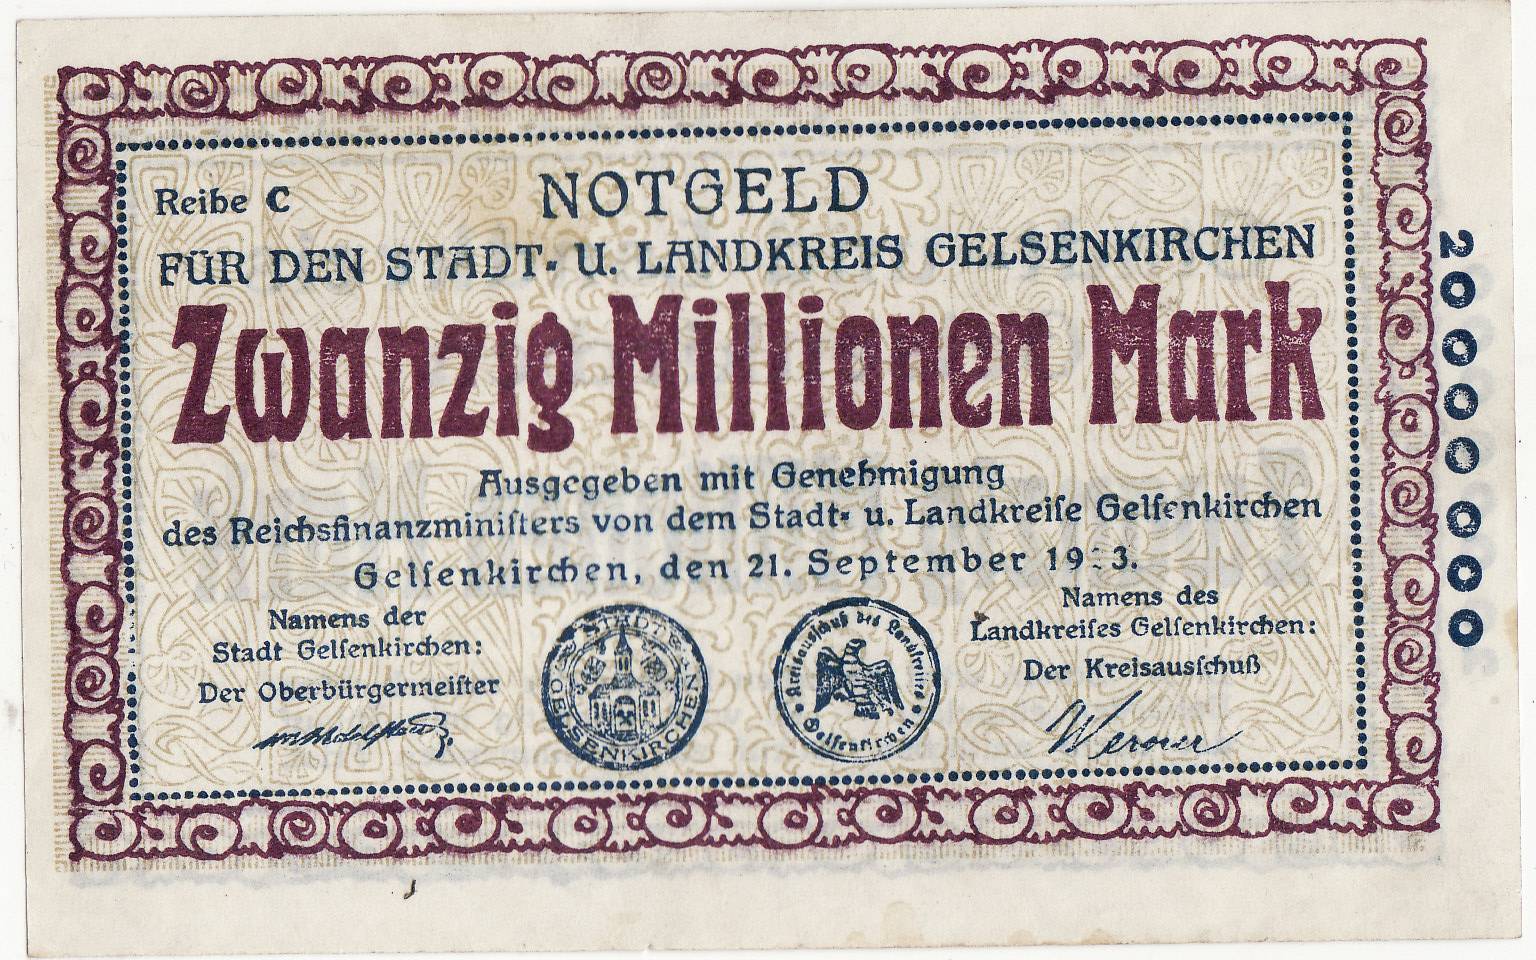 Reihe C
NOTGELD
FÜR DEN STADT- U. LANDKREIS GELSENKIRCHEN
Zwanzig Millionen Mark
Ausgegeben mit Genehmigung
des Reichsfinanzminiſters von dem Stadt- u. Landkreiſe Gelſenkirchen
Gelſenkirchen, den 21. September 1923.
Namens der
Stadt Gelſenkirchen:
Der Oberbürgermeiſter
STADTKREIS GELSENKIRCHEN
Kreisausſchuß des Landkreiſes
Gelſenkirchen
Namens des
Landkreiſes Gelſenkirchen:
Der Kreisausſchuß
Werner
20000000